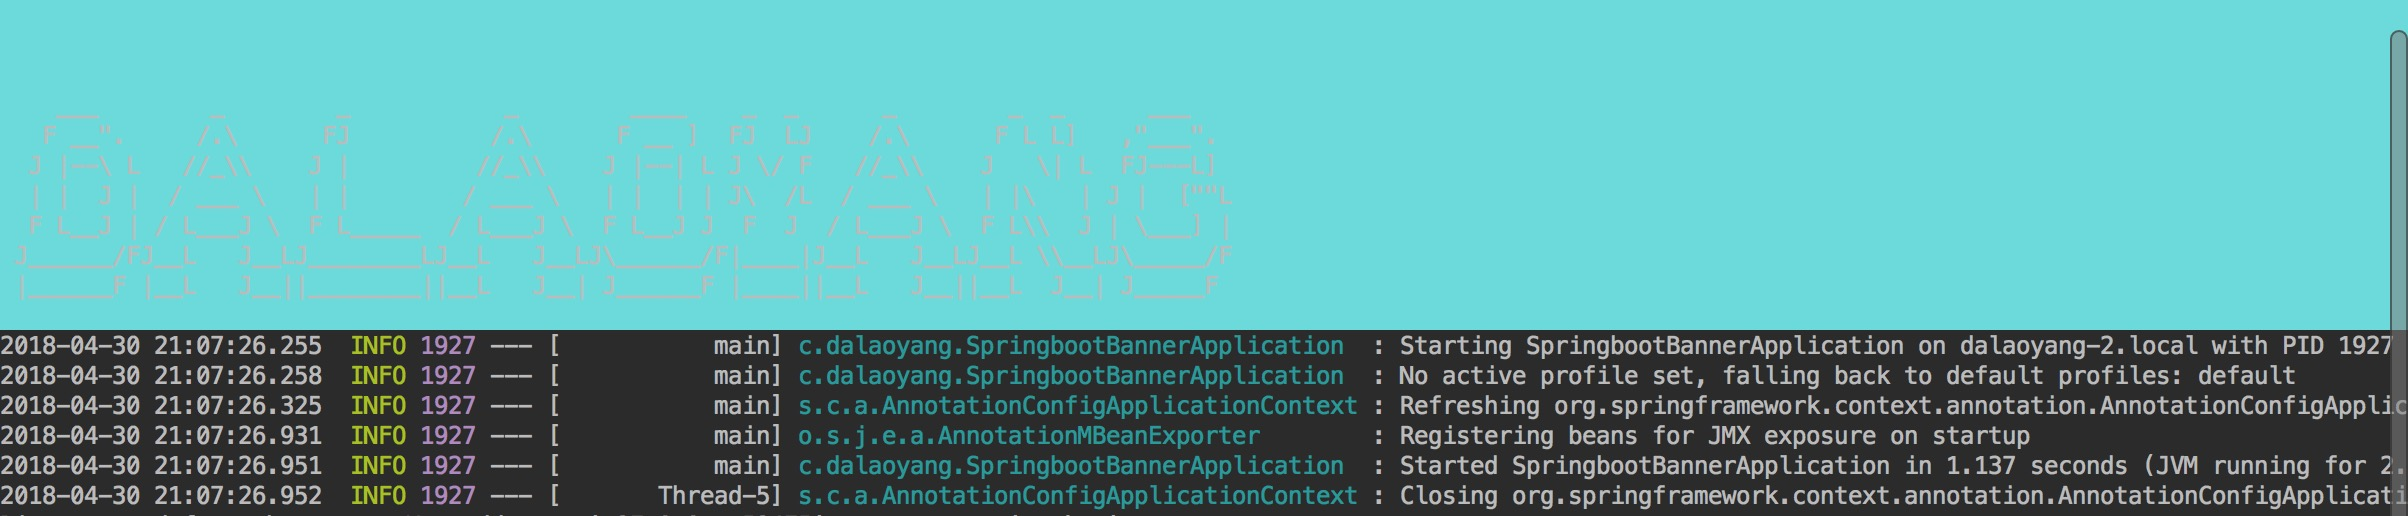 DALAOYANG
2018-04-30 21:07:26.255  INFO 1927 --- [           main] c.dalaoyang.SpringbootBannerApplication  : Starting SpringbootBannerApplication on dalaoyang-2.local with PID 1927
2018-04-30 21:07:26.258  INFO 1927 --- [           main] c.dalaoyang.SpringbootBannerApplication  : No active profile set, falling back to default profiles: default
2018-04-30 21:07:26.325  INFO 1927 --- [           main] s.c.a.AnnotationConfigApplicationContext : Refreshing org.springframework.context.annotation.AnnotationConfigApplic
2018-04-30 21:07:26.931  INFO 1927 --- [           main] o.s.j.e.a.AnnotationMBeanExporter        : Registering beans for JMX exposure on startup
2018-04-30 21:07:26.951  INFO 1927 --- [           main] c.dalaoyang.SpringbootBannerApplication  : Started SpringbootBannerApplication in 1.137 seconds (JVM running for 2.
2018-04-30 21:07:26.952  INFO 1927 --- [       Thread-5] s.c.a.AnnotationConfigApplicationContext : Closing org.springframework.context.annotation.AnnotationConfigApplicati